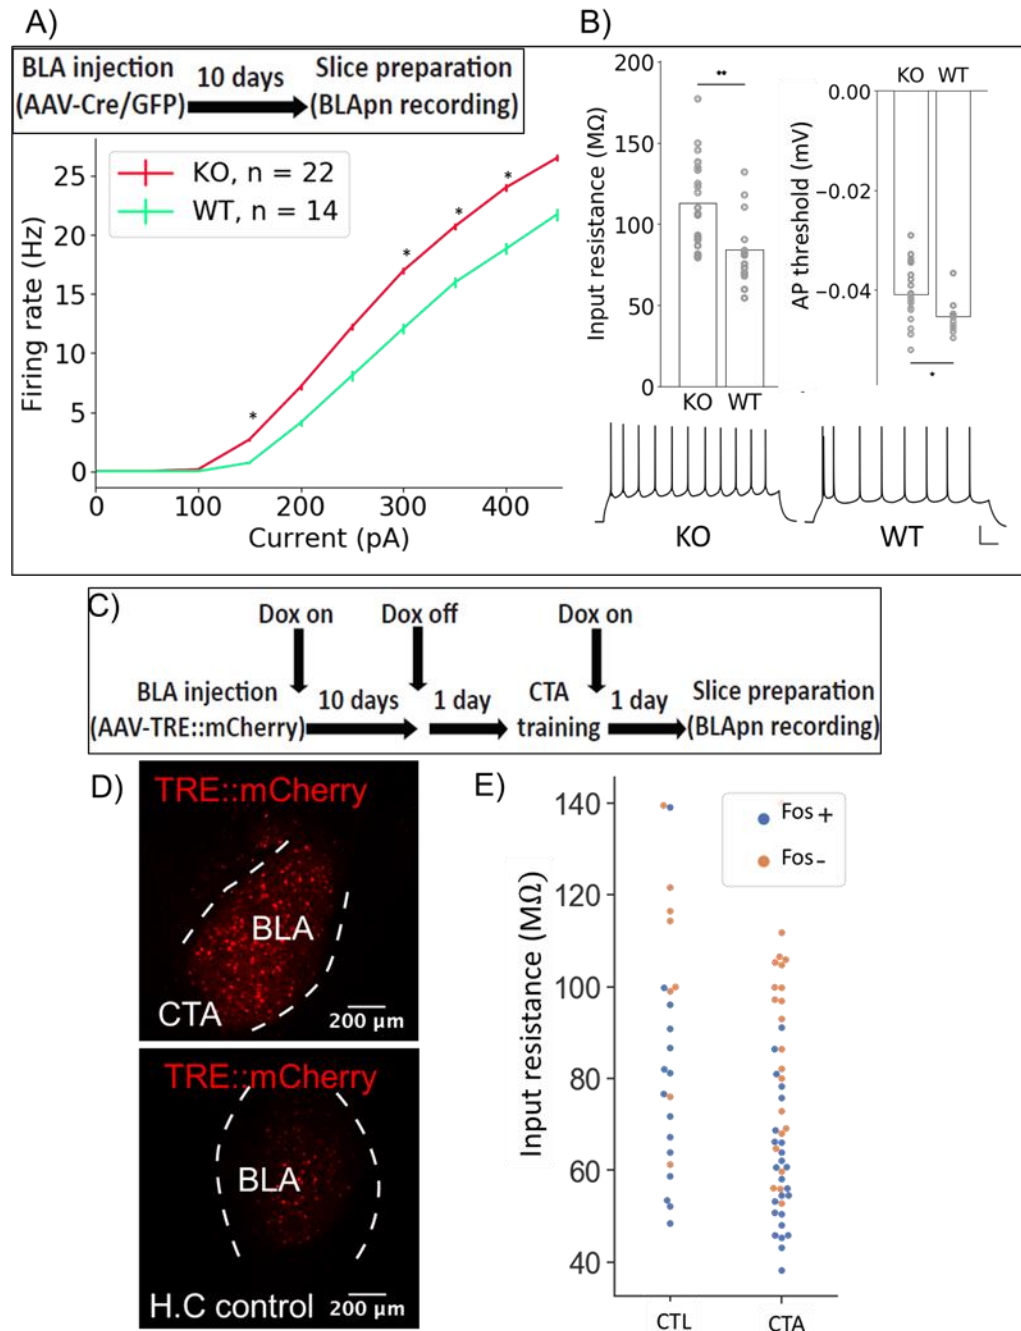 A)
BLA injection
(AAV-Cre/GFP)
10 days
Slice preparation
(BLApn recording)
KO, n = 22
WT, n = 14
Firing rate (Hz)
25
20
15
10
5
0
*
*
*
*
0
100
200
300
400
Current (pA)
B)
Input resistance (MΩ)
200
150
100
50
0
**
KO
WT
KO
WT
AP threshold (mV)
0.00
−0.02
−0.04
*
KO
WT
C)
Dox on
Dox off
Dox on
BLA injection
(AAV-TRE::mCherry)
10 days
1 day
CTA
training
1 day
Slice preparation
(BLApn recording)
D)
TRE::mCherry
BLA
CTA
200 µm
TRE::mCherry
BLA
H.C control
200 µm
E)
Input resistance (MΩ)
140
120
100
80
60
40
Fos+
Fos-
CTL
CTA